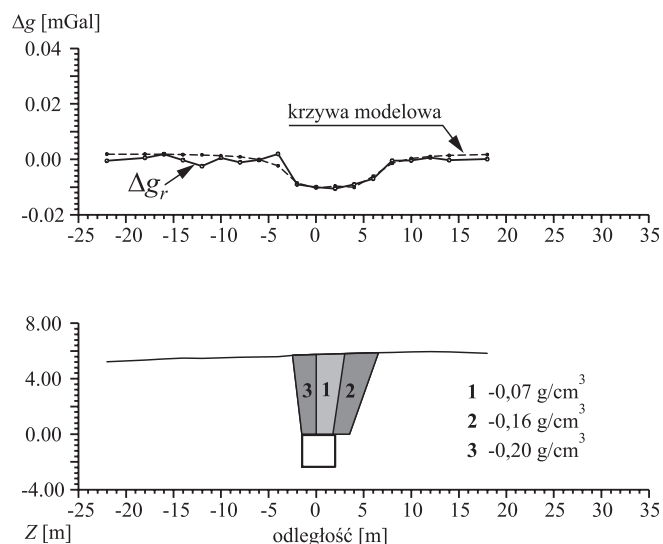 Δg [mGal]
0.04
0.02
0.00
-0.02
krzywa modelowa
Δgr
-25 -20 -15 -10 -5 0 5 10 15 20 25 30 35
8.00
4.00
0.00
-4.00
3 1 2
1 -0,07 g/cm³
2 -0,16 g/cm³
3 -0,20 g/cm³
-25 -20 -15 -10 -5 0 5 10 15 20 25 30 35
Z [m] odległość [m]